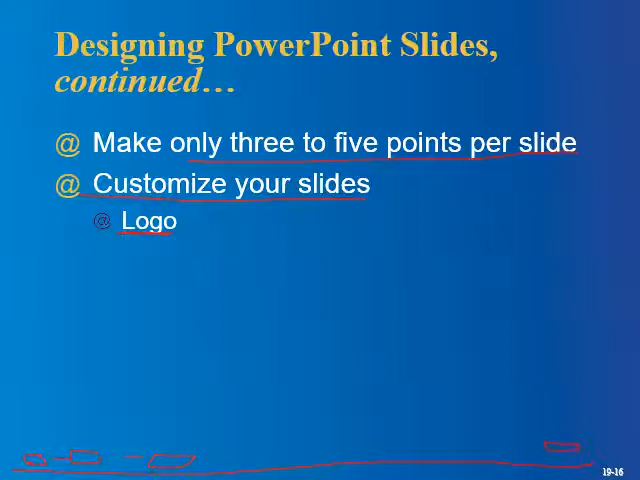 Designing PowerPoint Slides,
continued…
@ Make only three to five points per slide
@ Customize your slides
@ Logo
19-16